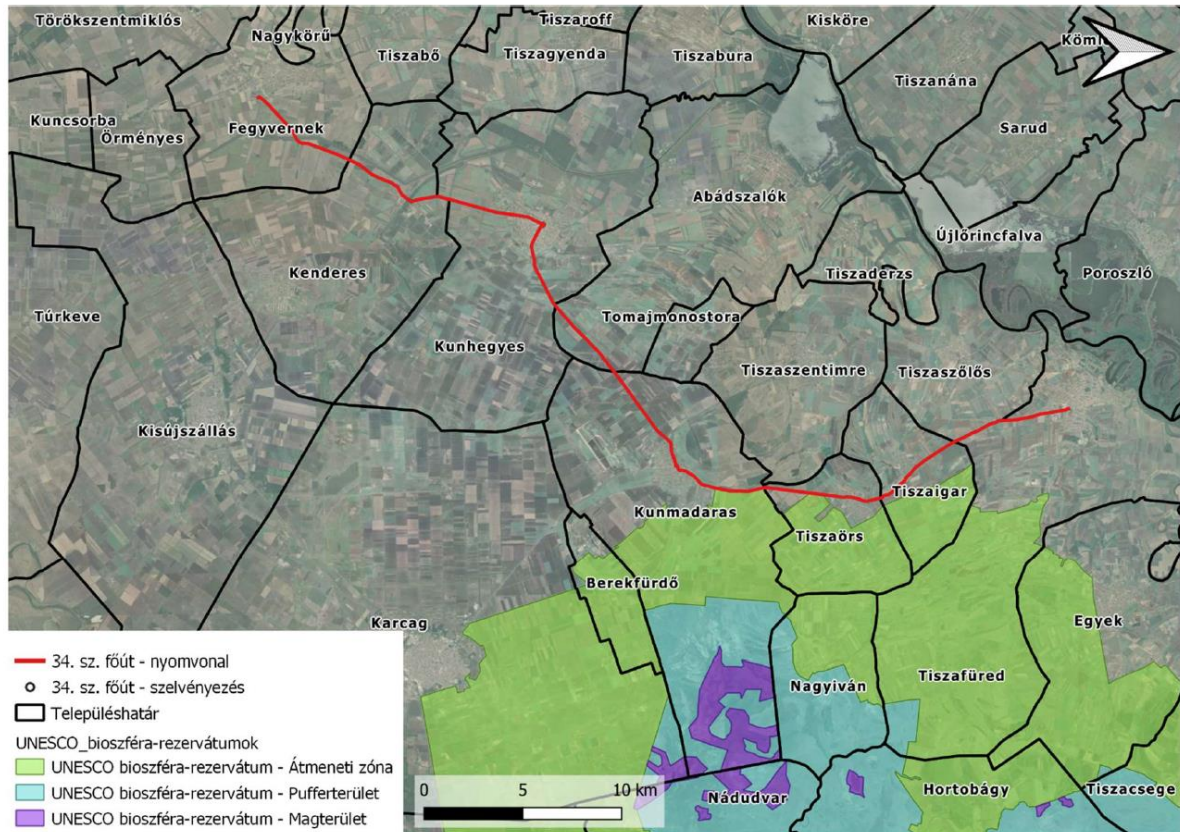 Törökszentmiklós
Nagykörű
Tiszabő
Tiszaroff
Tiszagyenda
Tiszabura
Kisköre
Tiszanána
Köml
Kuncsorba
Örményes
Fegyvernek
Sarud
Abádszalók
Újlőrincfalva
Poroszló
Túrkeve
Kenderes
Tiszaderzs
Kunhegyes
Tomajmonostora
Tiszaszentimre
Tiszaszőlős
Kisújszállás
Kunmadaras
Tiszaörs
Tiszaigar
Berekfürdő
Karcag
Egyek
Nagyiván
Tiszafüred
Nádudvar
Hortobágy
Tiszacsege
34. sz. főút - nyomvonal
34. sz. főút - szelvényezés
Településhatár
UNESCO_bioszféra-rezervátumok
UNESCO bioszféra-rezervátum - Átmeneti zóna
UNESCO bioszféra-rezervátum - Pufferterület
UNESCO bioszféra-rezervátum - Magterület
0 5 10 km